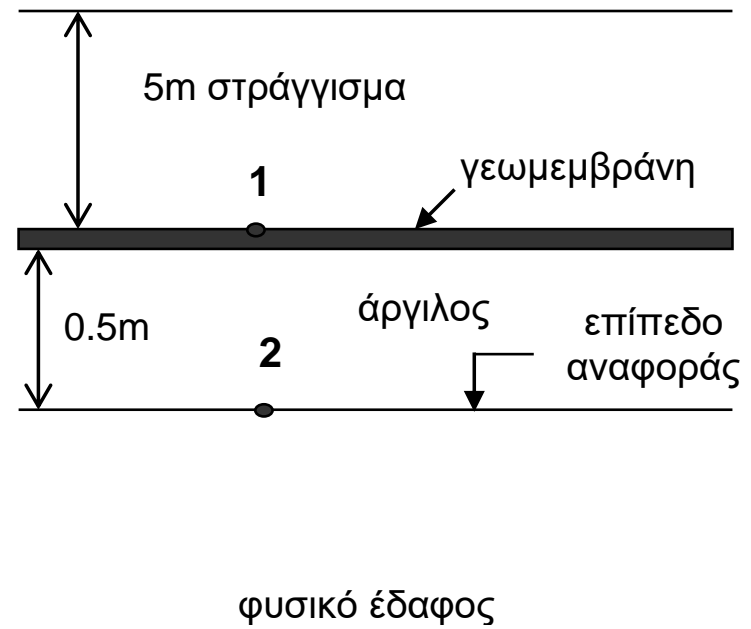 5m στράγγισμα
γεωμεμβράνη
1
0.5m
άργιλος
2
επίπεδο
αναφοράς
φυσικό έδαφος